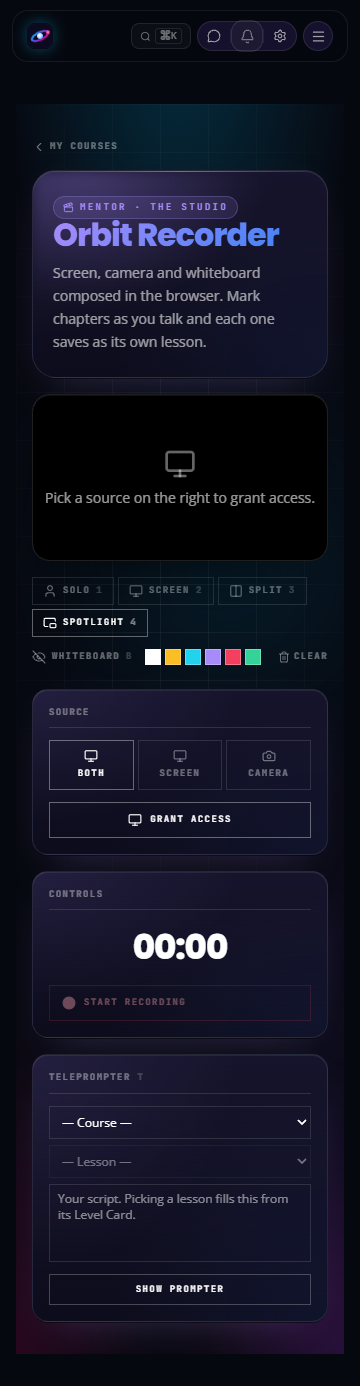 ⌘K
MY COURSES
MENTOR · THE STUDIO
Orbit Recorder
Screen, camera and whiteboard
composed in the browser. Mark
chapters as you talk and each one
saves as its own lesson.
Pick a source on the right to grant access.
SOLO 1
SCREEN 2
SPLIT 3
SPOTLIGHT 4
WHITEBOARD B
CLEAR
SOURCE
BOTH
SCREEN
CAMERA
GRANT ACCESS
CONTROLS
00:00
START RECORDING
TELEPROMPTER T
— Course —
— Lesson —
Your script. Picking a lesson fills this from
its Level Card.
SHOW PROMPTER